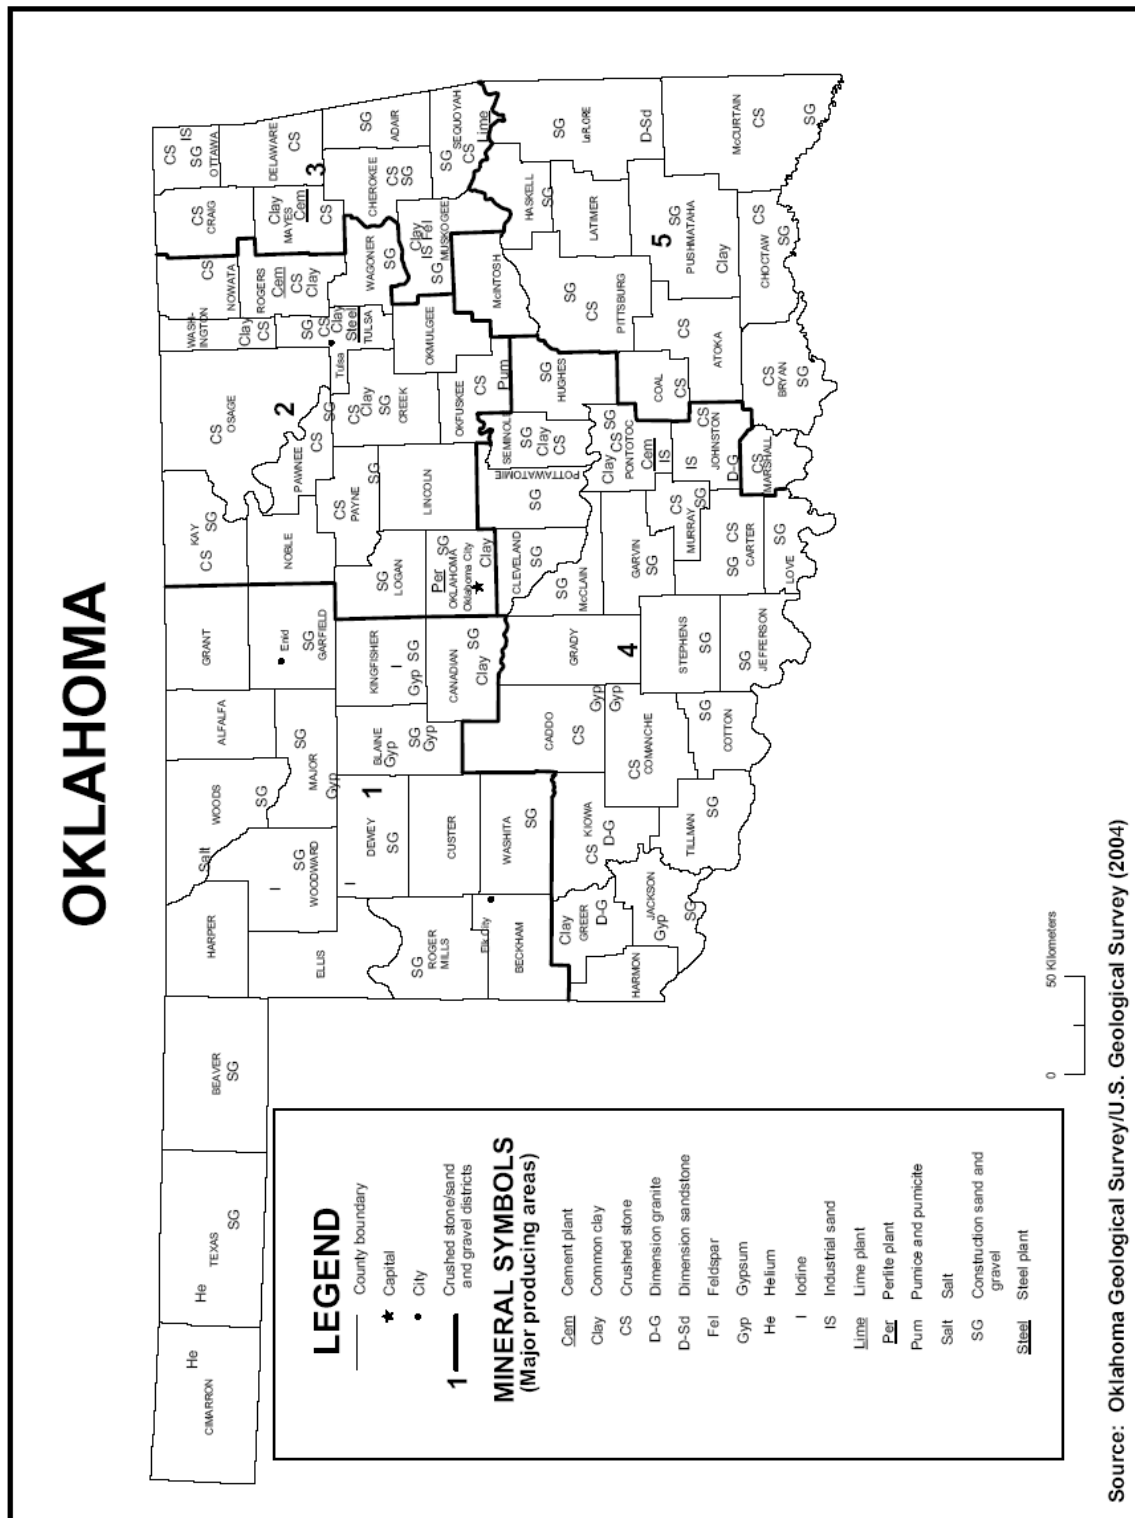 OKLAHOMA
CIMARRON
He
He
TEXAS
SG
BEAVER
SG
HARPER
Salt
WOODS
SG
ALFALFA
GRANT
KAY
CS SG
OSAGE
CS
WASH-
INGTON
Clay
CS
NOWATA
CS
CS
CRAIG
CS IS
SG
OTTAWA
ELLIS
I
SG
WOODWARD
SG
MAJOR
Gyp
Enid
SG
GARFIELD
NOBLE
PAWNEE
CS
SG
2
ROGERS
Cem
CS
Clay
Clay
MAYES
Cem
CS
DELAWARE
CS
3
SG
ROGER
MILLS
I
DEWEY
SG
1
BLAINE
Gyp
SG
Gyp
KINGFISHER
I
Gyp SG
SG
LOGAN
CS
PAYNE
SG
Tulsa
CS
Clay
SG
CREEK
SG
CS
Clay
Steel
TULSA
WAGONER
SG
CHEROKEE
CS
SG
SG
ADAIR
CUSTER
CANADIAN
SG
Clay
Per SG
OKLAHOMA
Oklahoma City
Clay
LINCOLN
OKFUSKEE
CS
Pum
OKMULGEE
Clay
IS Fel
SG
MUSKOGEE
SEQUOYAH
SG
CS
Lime
Elk City
BECKHAM
WASHITA
SG
CADDO
CS
Gyp
GRADY
4
CLEVELAND
SG
SG
McCLAIN
POTTAWATOMIE
SG
SEMINOLE
SG
Clay
CS
SG
HUGHES
McINTOSH
HASKELL
SG
SG
LeFLORE
D-Sd
Clay
GREER
D-G
HARMON
JACKSON
Gyp
SG
CS KIOWA
D-G
Gyp
CS
COMANCHE
TILLMAN
SG
SG
COTTON
STEPHENS
SG
SG
JEFFERSON
GARVIN
SG
CS
MURRAY
SG
Clay CS SG
PONTOTOC
Cem
IS
IS CS
JOHNSTON
D-G
COAL
CS
SG
CS
PITTSBURG
LATIMER
5
SG
PUSHMATAHA
Clay
CS
ATOKA
SG CS
CARTER
SG
LOVE
CS
MARSHALL
CS
BRYAN
SG
CHOCTAW CS
SG
McCURTAIN
CS
SG
LEGEND
County boundary
Capital
City
1 Crushed stone/sand
and gravel districts
MINERAL SYMBOLS
(Major producing areas)
Cem Cement plant
Clay Common clay
CS Crushed stone
D-G Dimension granite
D-Sd Dimension sandstone
Fel Feldspar
Gyp Gypsum
He Helium
I Iodine
IS Industrial sand
Lime Lime plant
Per Perlite plant
Pum Pumice and pumicite
Salt Salt
SG Construction sand and
gravel
Steel Steel plant
0 50 Kilometers
Source: Oklahoma Geological Survey/U.S. Geological Survey (2004)